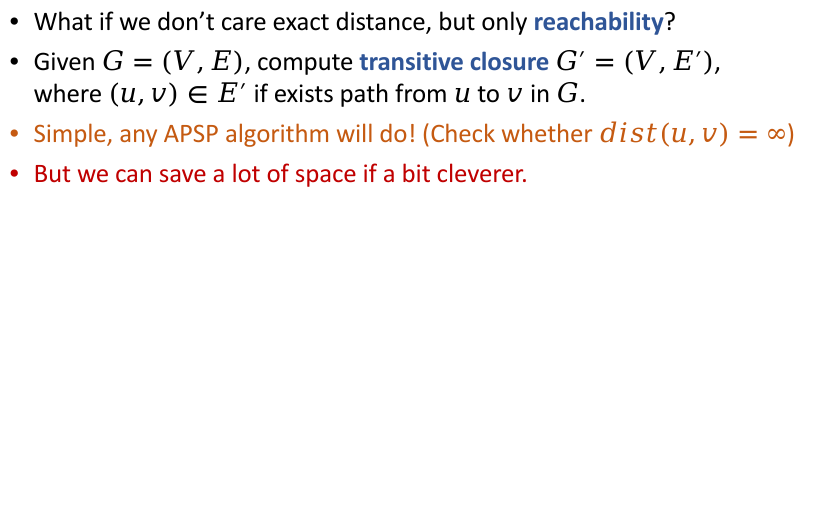 • What if we don't care exact distance, but only reachability?
• Given G = (V, E), compute transitive closure G′ = (V, E′),
where (u, v) ∈ E′ if exists path from u to v in G.
• Simple, any APSP algorithm will do! (Check whether dist(u, v) = ∞)
• But we can save a lot of space if a bit cleverer.